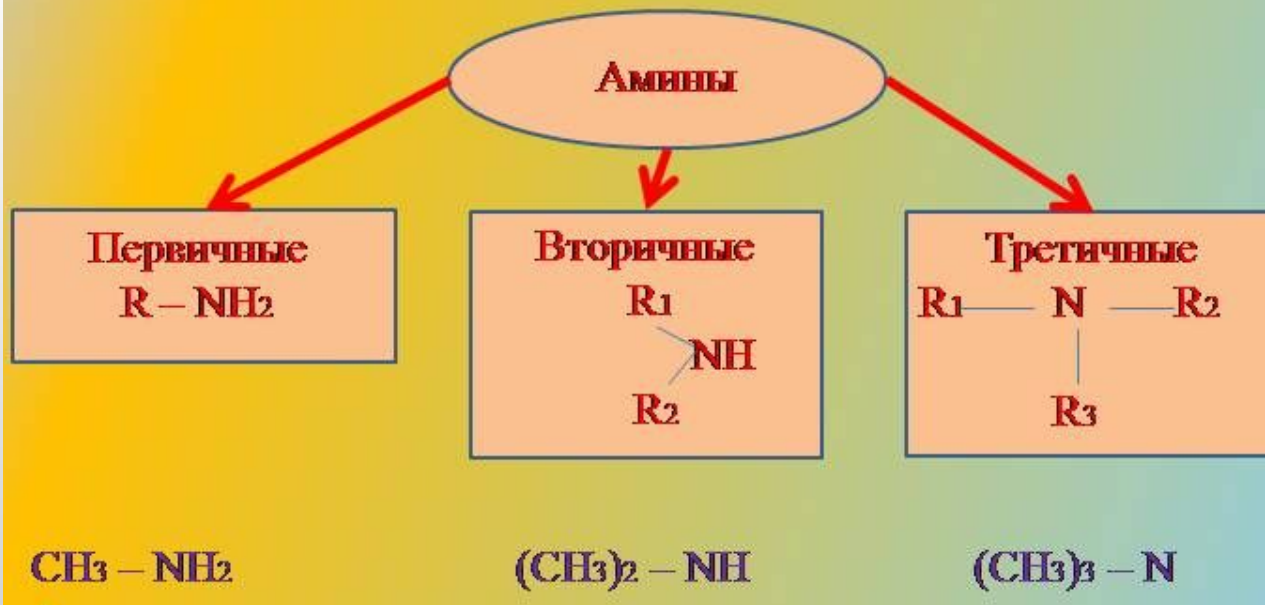 Амины
Первичные
R – NH2
Вторичные
R1
NH
R2
Третичные
R1 — N — R2
R3
CH3 – NH2
(CH3)2 – NH
(CH3)3 – N